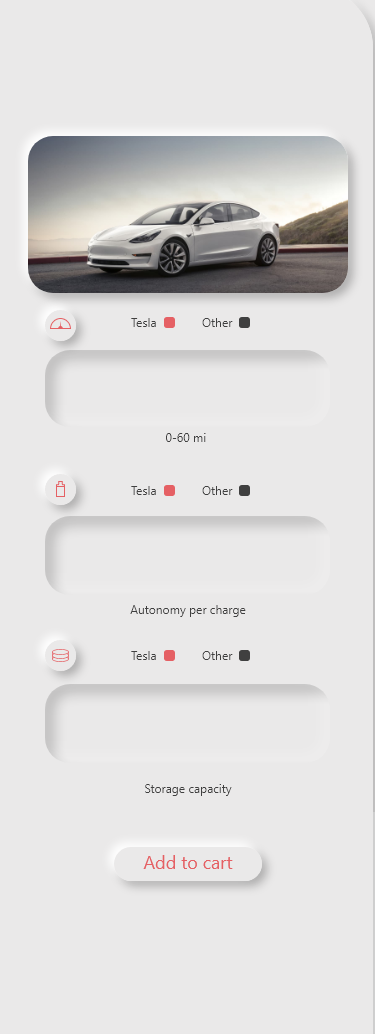 Tesla Other
0-60 mi
Tesla Other
Autonomy per charge
Tesla Other
Storage capacity
Add to cart